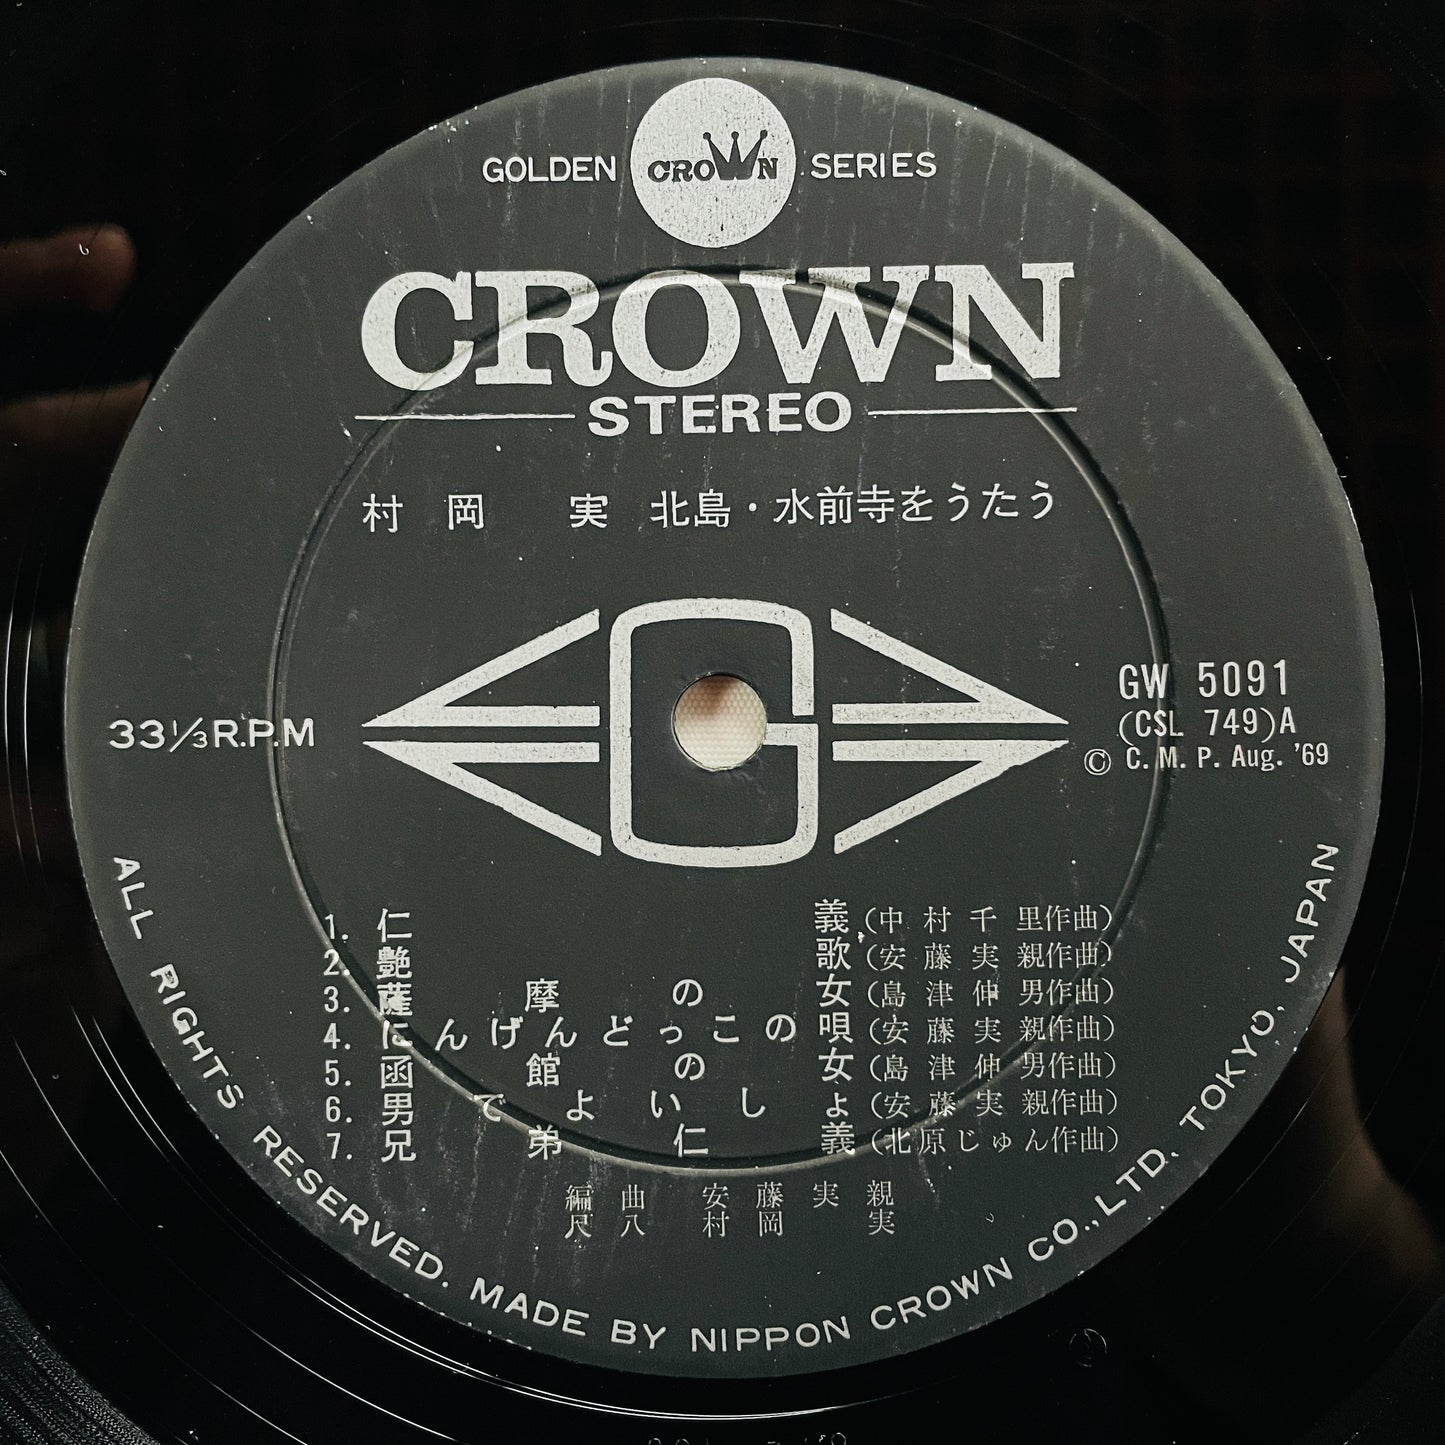 GOLDEN CROWN SERIES
CROWN
STEREO
村岡 実 北島・水前寺をうたう
GW 5091
(CSL 749)A
© C. M. P. Aug. '69
33 1/3 R.P.M
G
1. 仁義 (中村千里作曲)
2. 艶歌 (安藤実親作曲)
3. 薩摩の女 (島津伸男作曲)
4. にんげんどっこの唄 (安藤実親作曲)
5. 函館の女 (島津伸男作曲)
6. 男でよいしょ (安藤実親作曲)
7. 兄弟仁義 (北原じゅん作曲)
編曲 安藤実親
尺八 村岡実
ALL RIGHTS RESERVED. MADE BY NIPPON CROWN CO., LTD. TOKYO, JAPAN